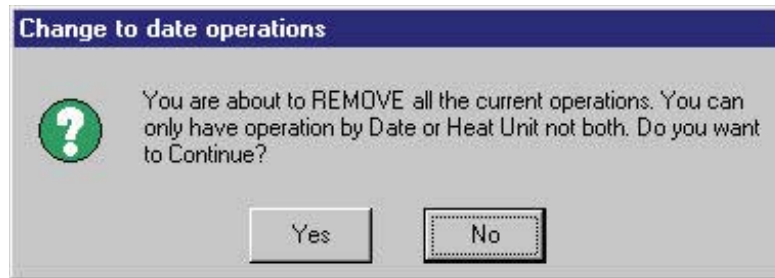 Change to date operations
You are about to REMOVE all the current operations. You can
only have operation by Date or Heat Unit not both. Do you want
to Continue?
Yes
No